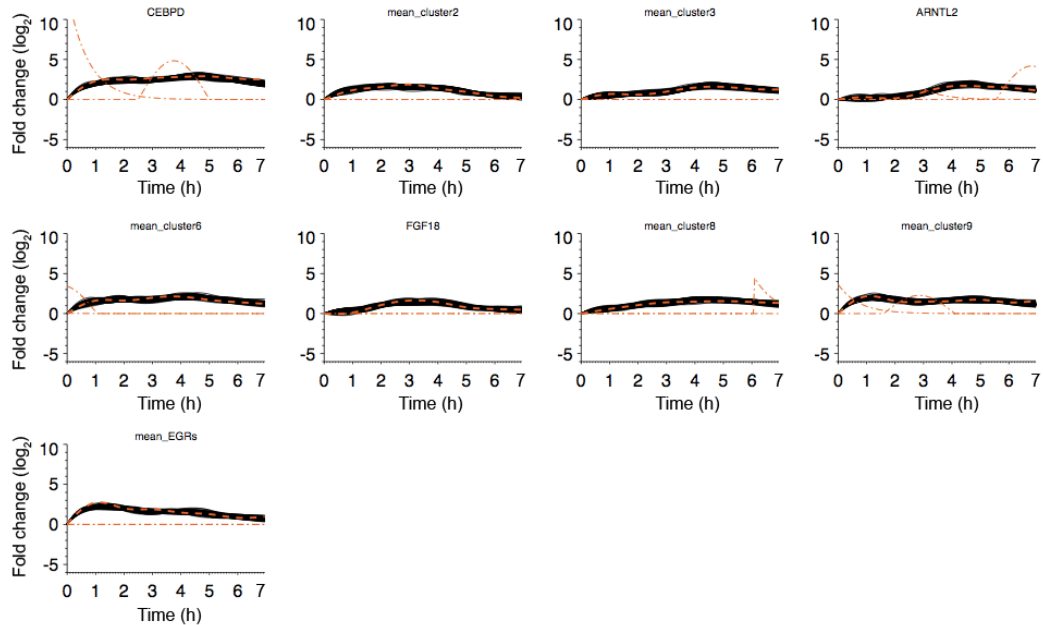 CEBPD
mean_cluster2
mean_cluster3
ARNTL2
Fold change (log2)
10
5
0
-5
0 1 2 3 4 5 6 7
Time (h)
10
5
0
-5
0 1 2 3 4 5 6 7
Time (h)
10
5
0
-5
0 1 2 3 4 5 6 7
Time (h)
10
5
0
-5
0 1 2 3 4 5 6 7
Time (h)
mean_cluster6
FGF18
mean_cluster8
mean_cluster9
Fold change (log2)
10
5
0
-5
0 1 2 3 4 5 6 7
Time (h)
10
5
0
-5
0 1 2 3 4 5 6 7
Time (h)
10
5
0
-5
0 1 2 3 4 5 6 7
Time (h)
10
5
0
-5
0 1 2 3 4 5 6 7
Time (h)
mean_EGRs
Fold change (log2)
10
5
0
-5
0 1 2 3 4 5 6 7
Time (h)